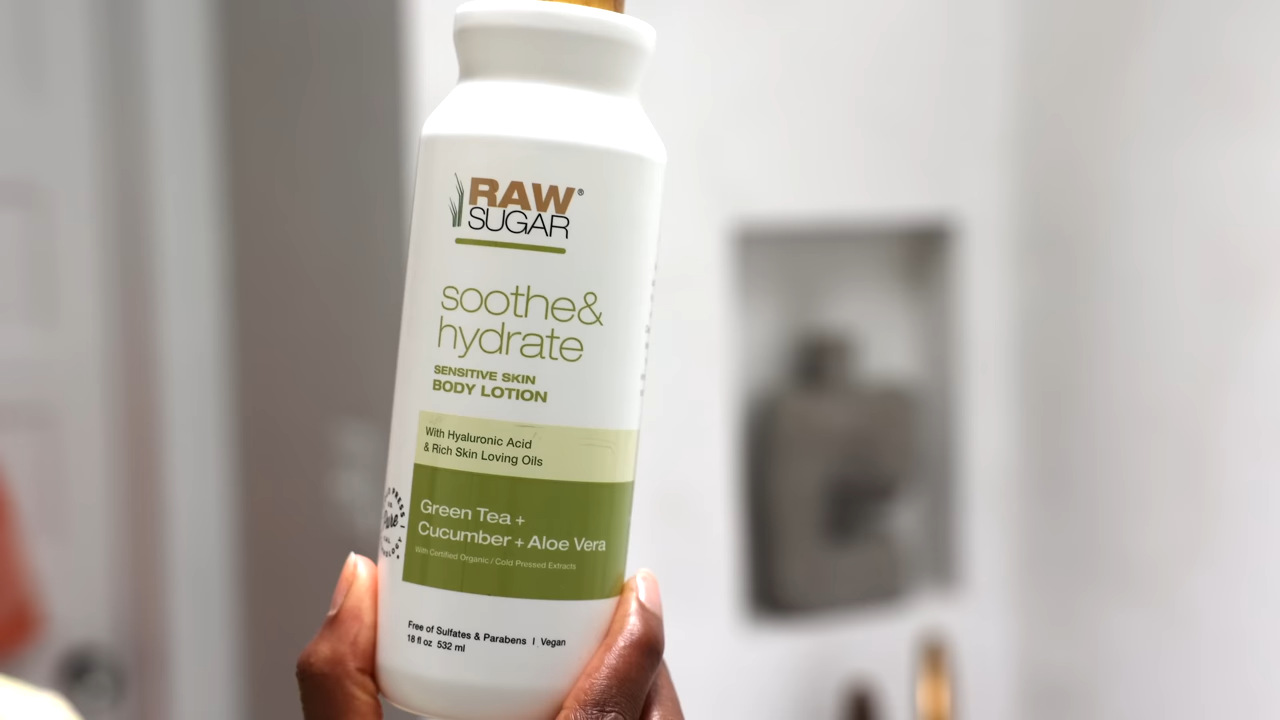 RAW®
SUGAR
soothe&
hydrate
SENSITIVE SKIN
BODY LOTION
With Hyaluronic Acid
& Rich Skin Loving Oils
Green Tea +
Cucumber + Aloe Vera
With Certified Organic / Cold Pressed Extracts
Free of Sulfates & Parabens | Vegan
18 fl oz 532 ml